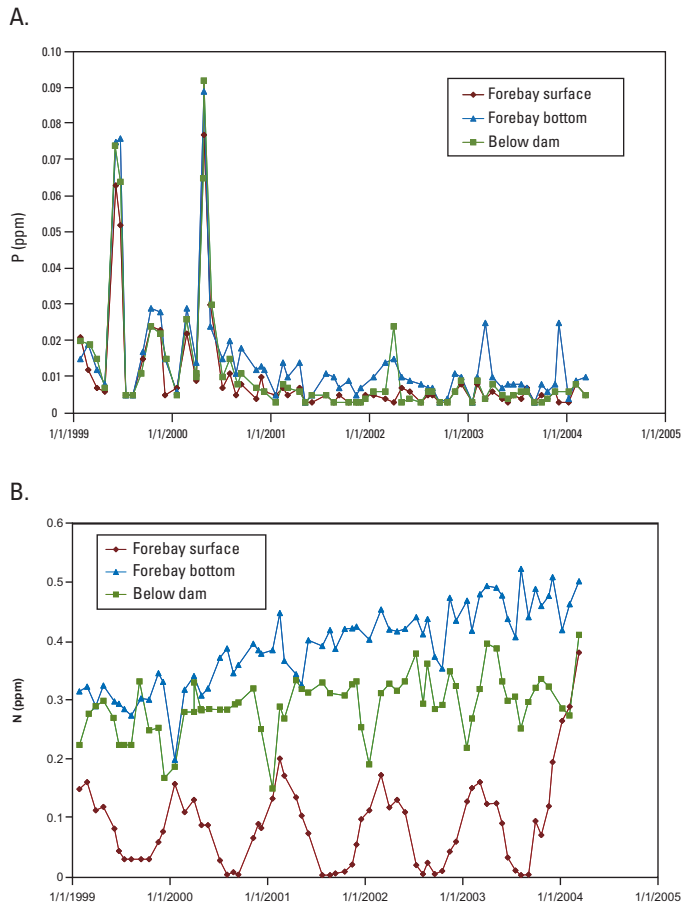 A.
0.10
0.09
0.08
0.07
0.06
0.05
0.04
0.03
0.02
0.01
0
P (ppm)
Forebay surface
Forebay bottom
Below dam
1/1/1999 1/1/2000 1/1/2001 1/1/2002 1/1/2003 1/1/2004 1/1/2005
B.
0.6
0.5
0.4
0.3
0.2
0.1
0
N (ppm)
Forebay surface
Forebay bottom
Below dam
1/1/1999 1/1/2000 1/1/2001 1/1/2002 1/1/2003 1/1/2004 1/1/2005